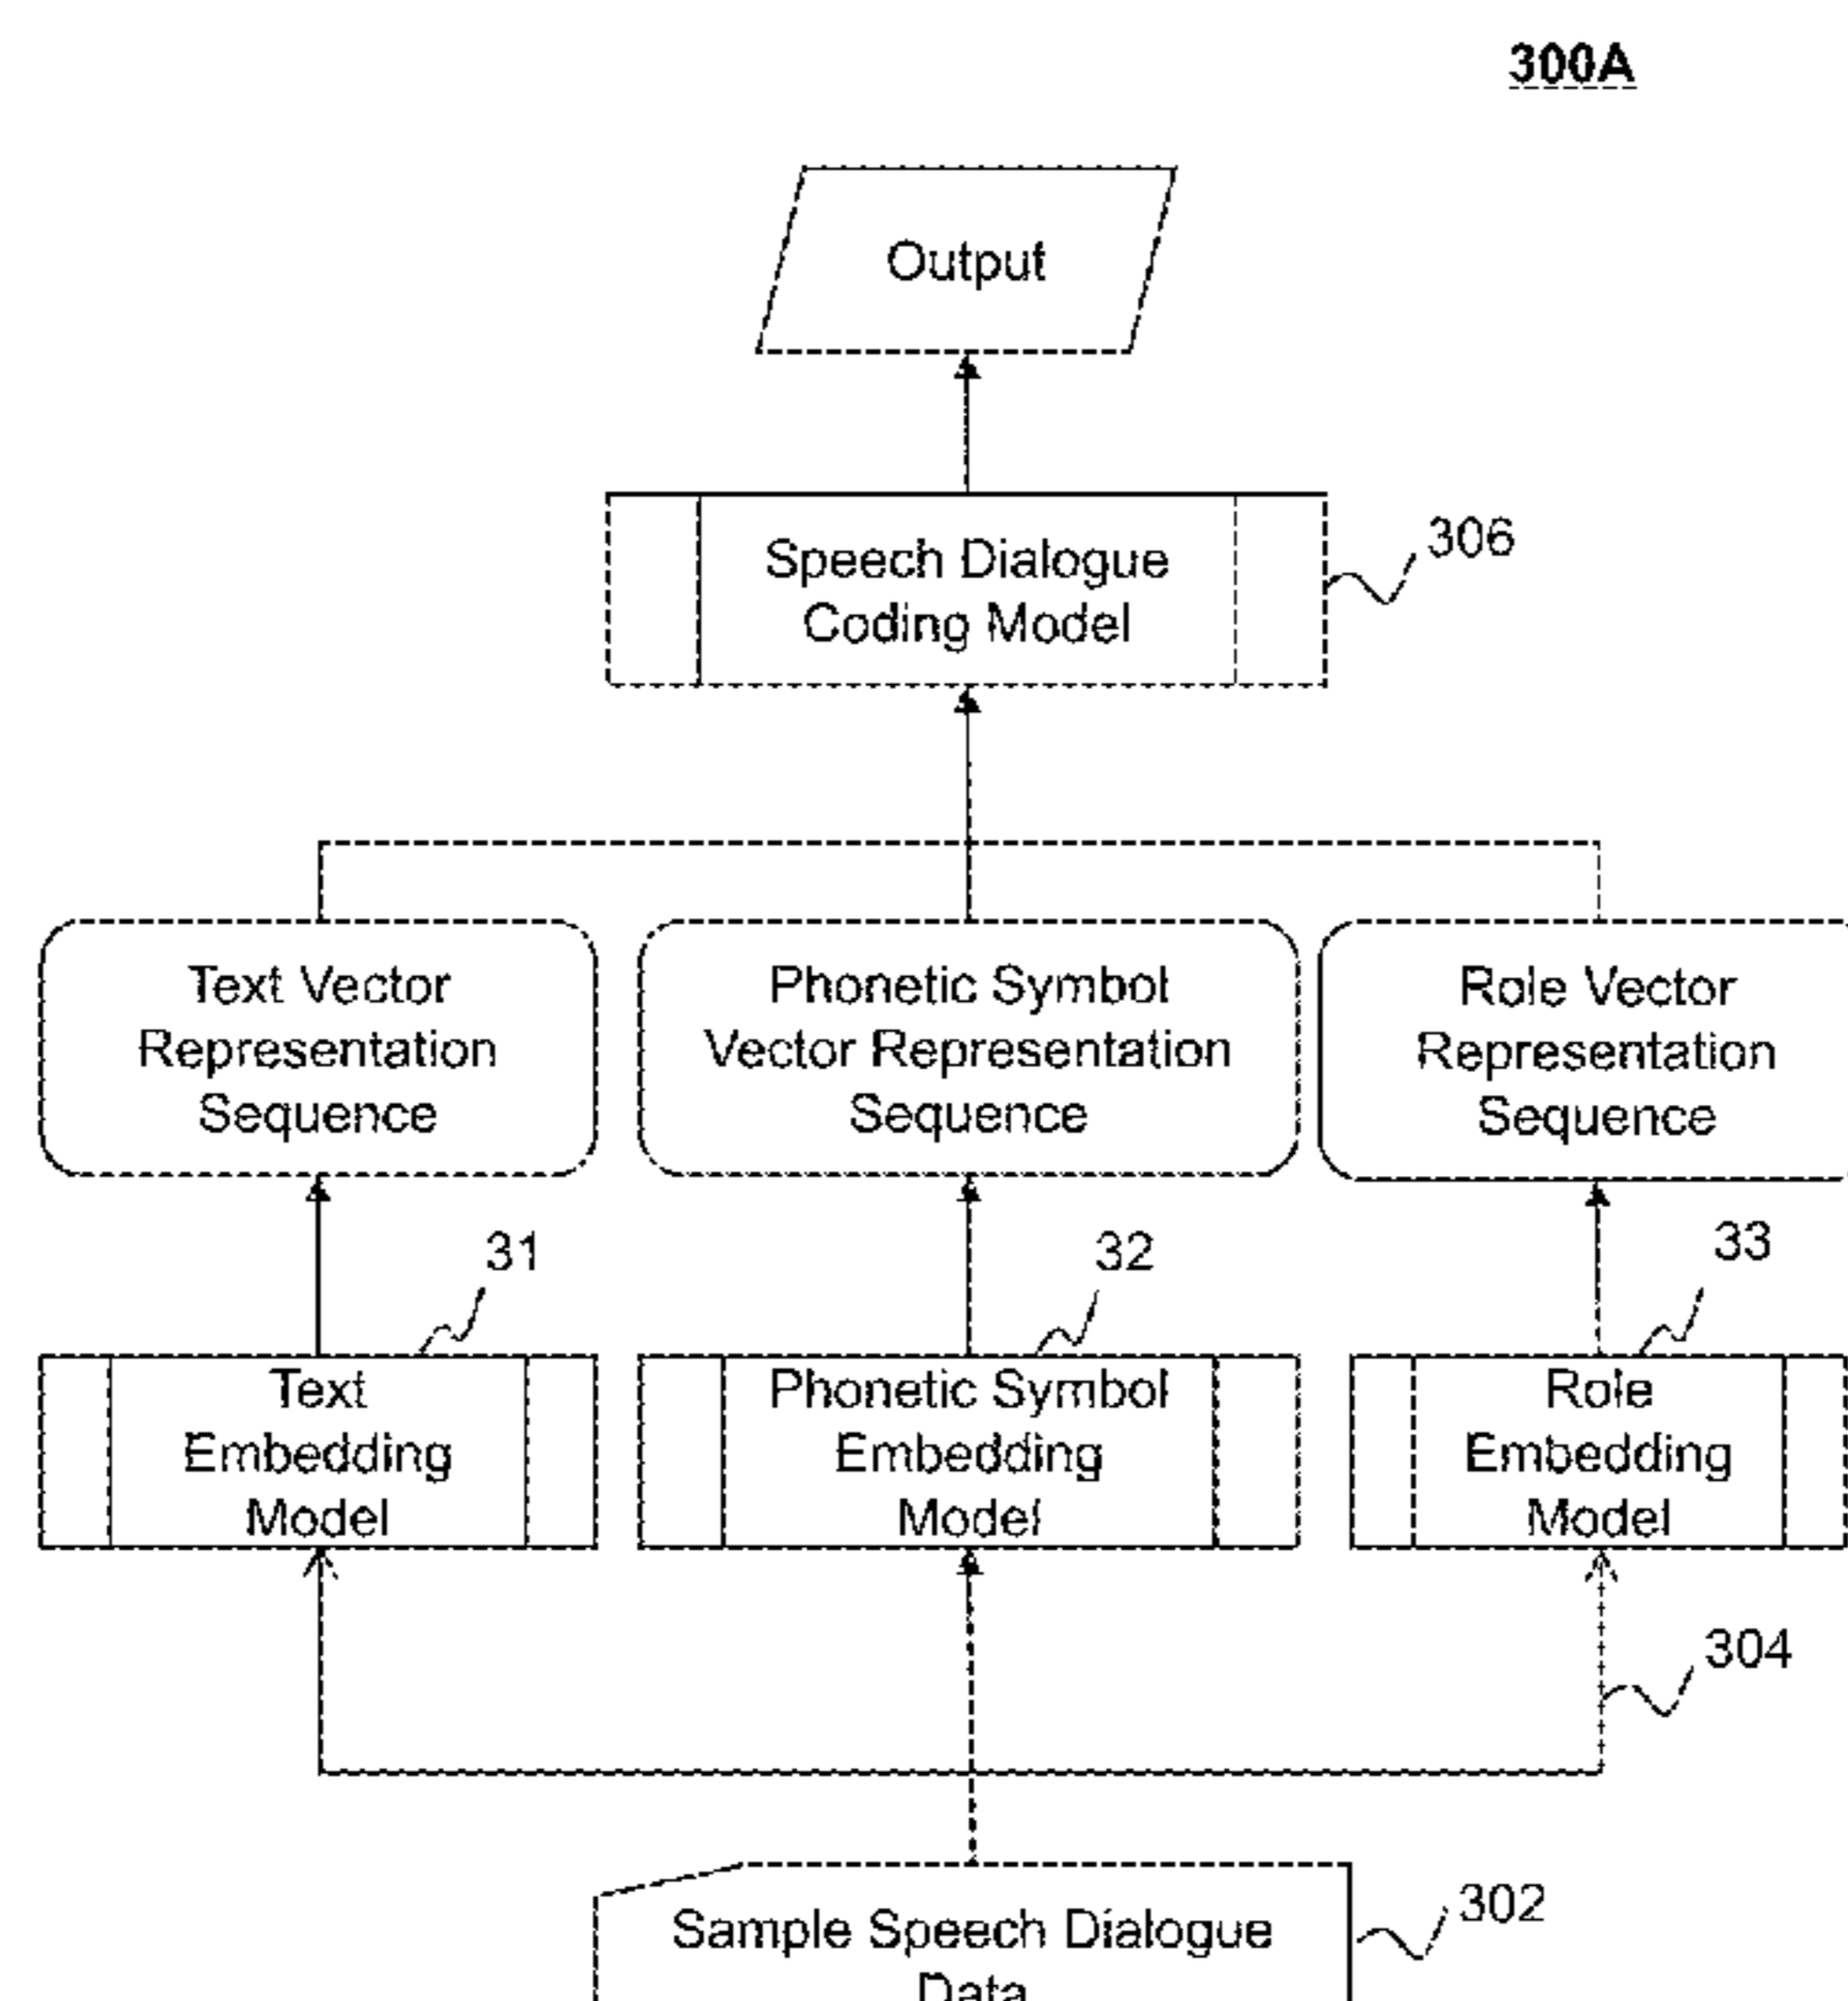 300A
Output
Speech Dialogue
Coding Model
306
Text Vector
Representation
Sequence
Phonetic Symbol
Vector Representation
Sequence
Role Vector
Representation
Sequence
31
32
33
Text
Embedding
Model
Phonetic Symbol
Embedding
Model
Role
Embedding
Model
304
302
Sample Speech Dialogue
Data